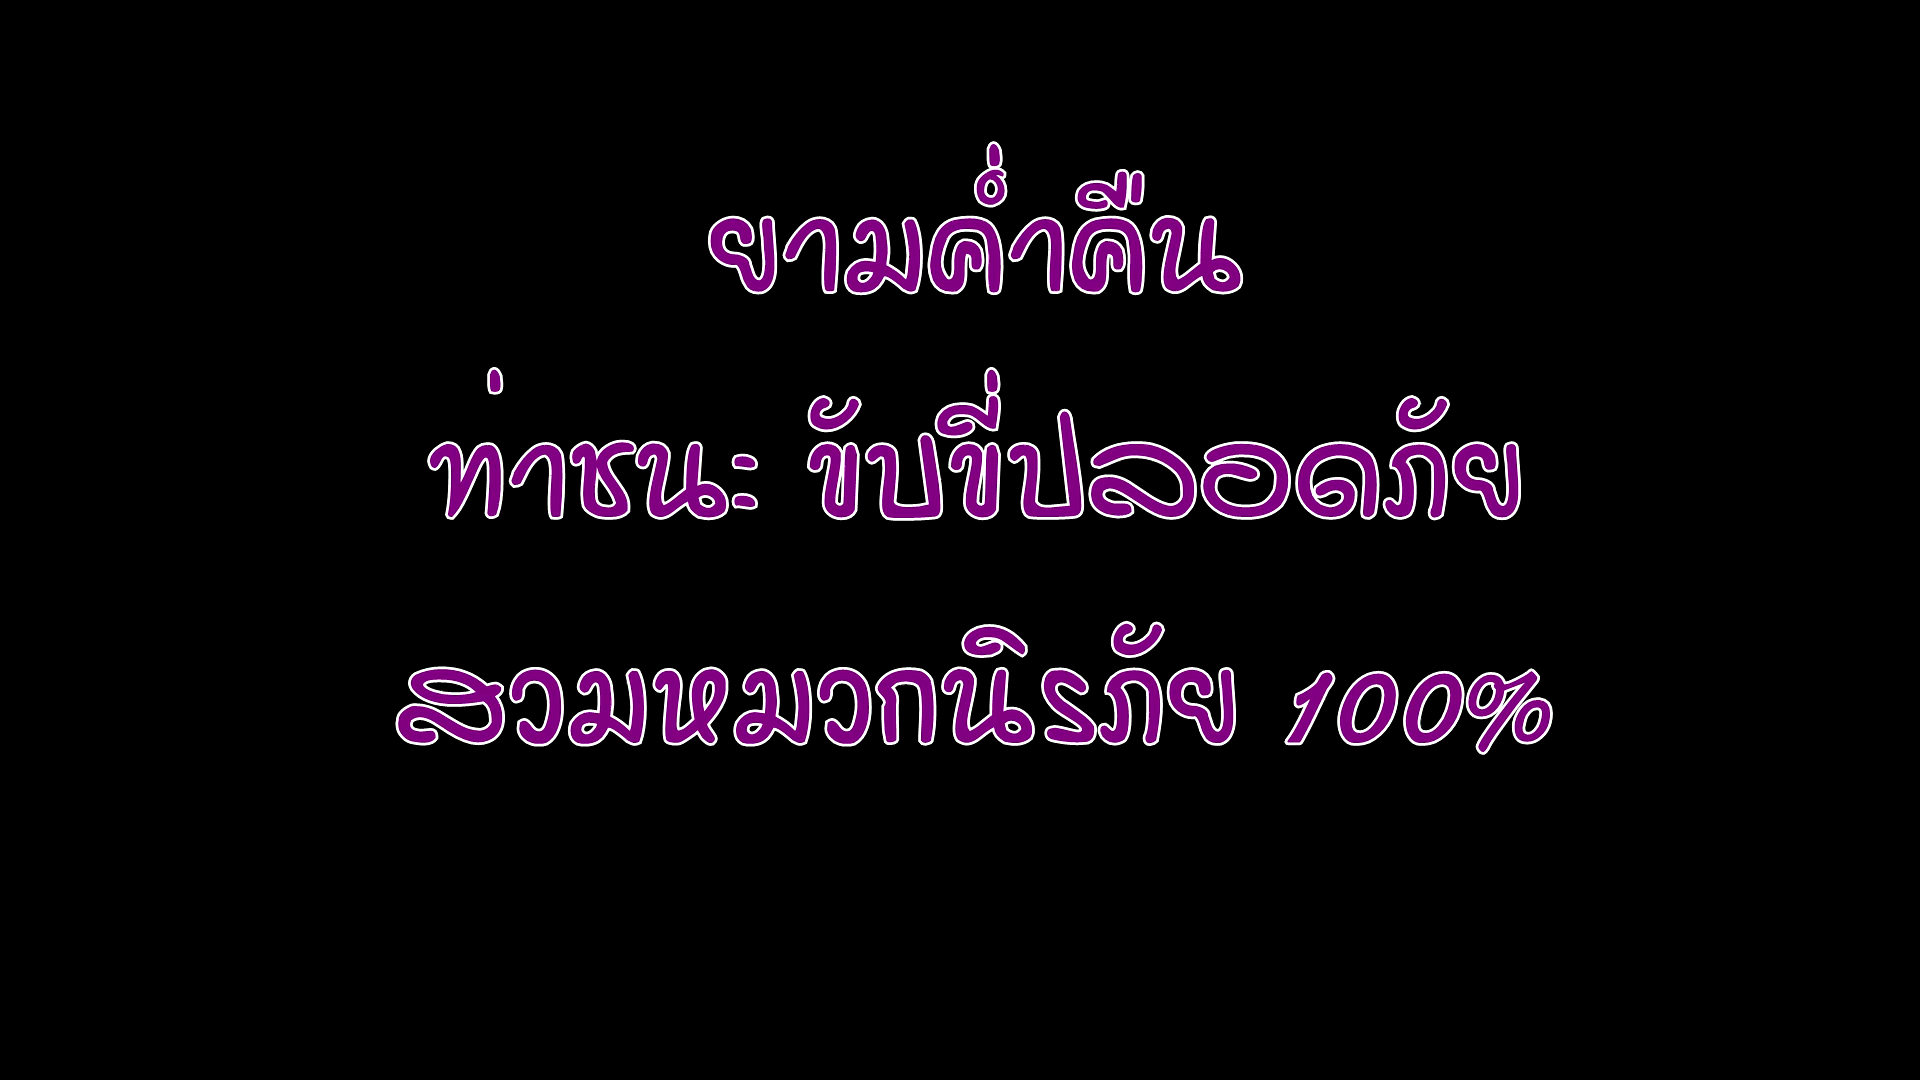 ยามค่ำคืน
ท่าชนะ ขับขี่ปลอดภัย
สวมหมวกนิรภัย 100%